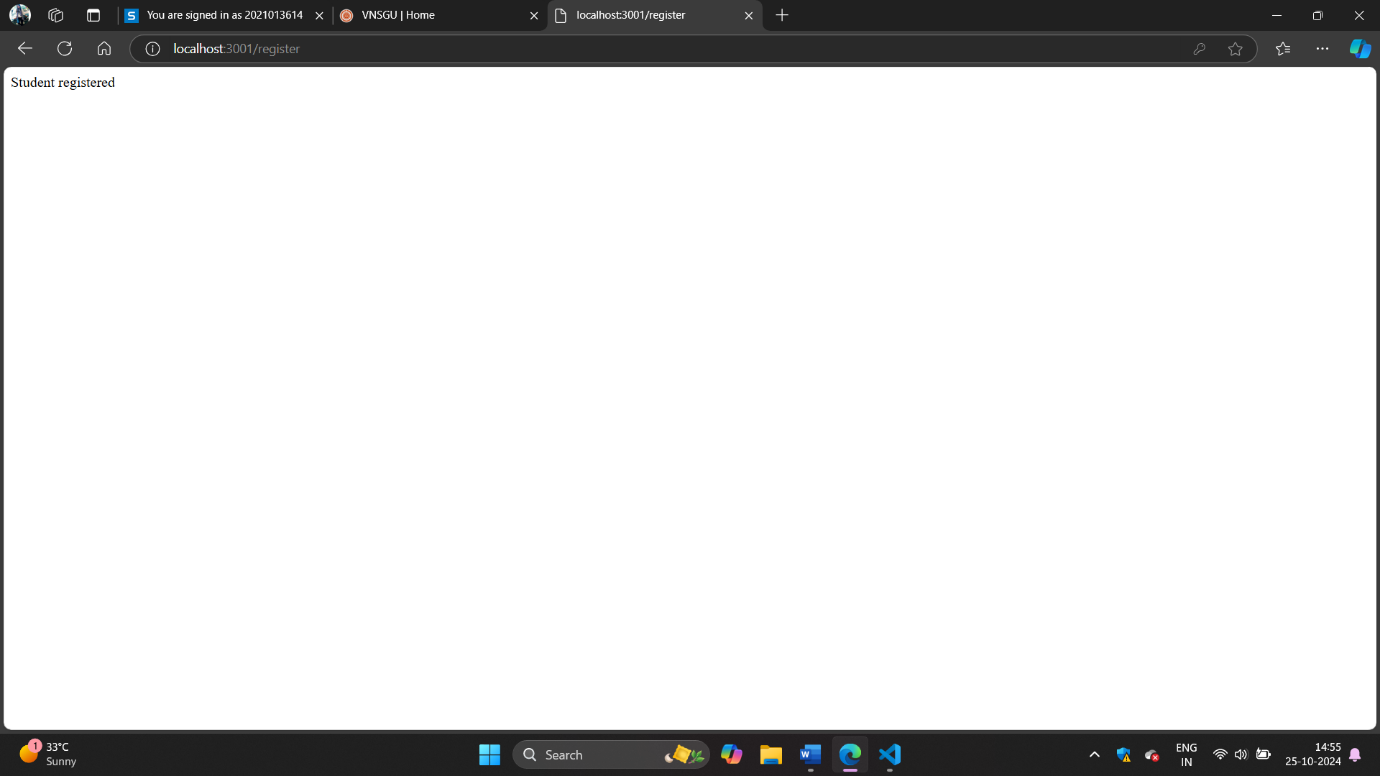 You are signed in as 2021013614
VNSGU | Home
localhost:3001/register
localhost:3001/register
Student registered
1
33°C
Sunny
Search
ENG
IN
14:55
25-10-2024